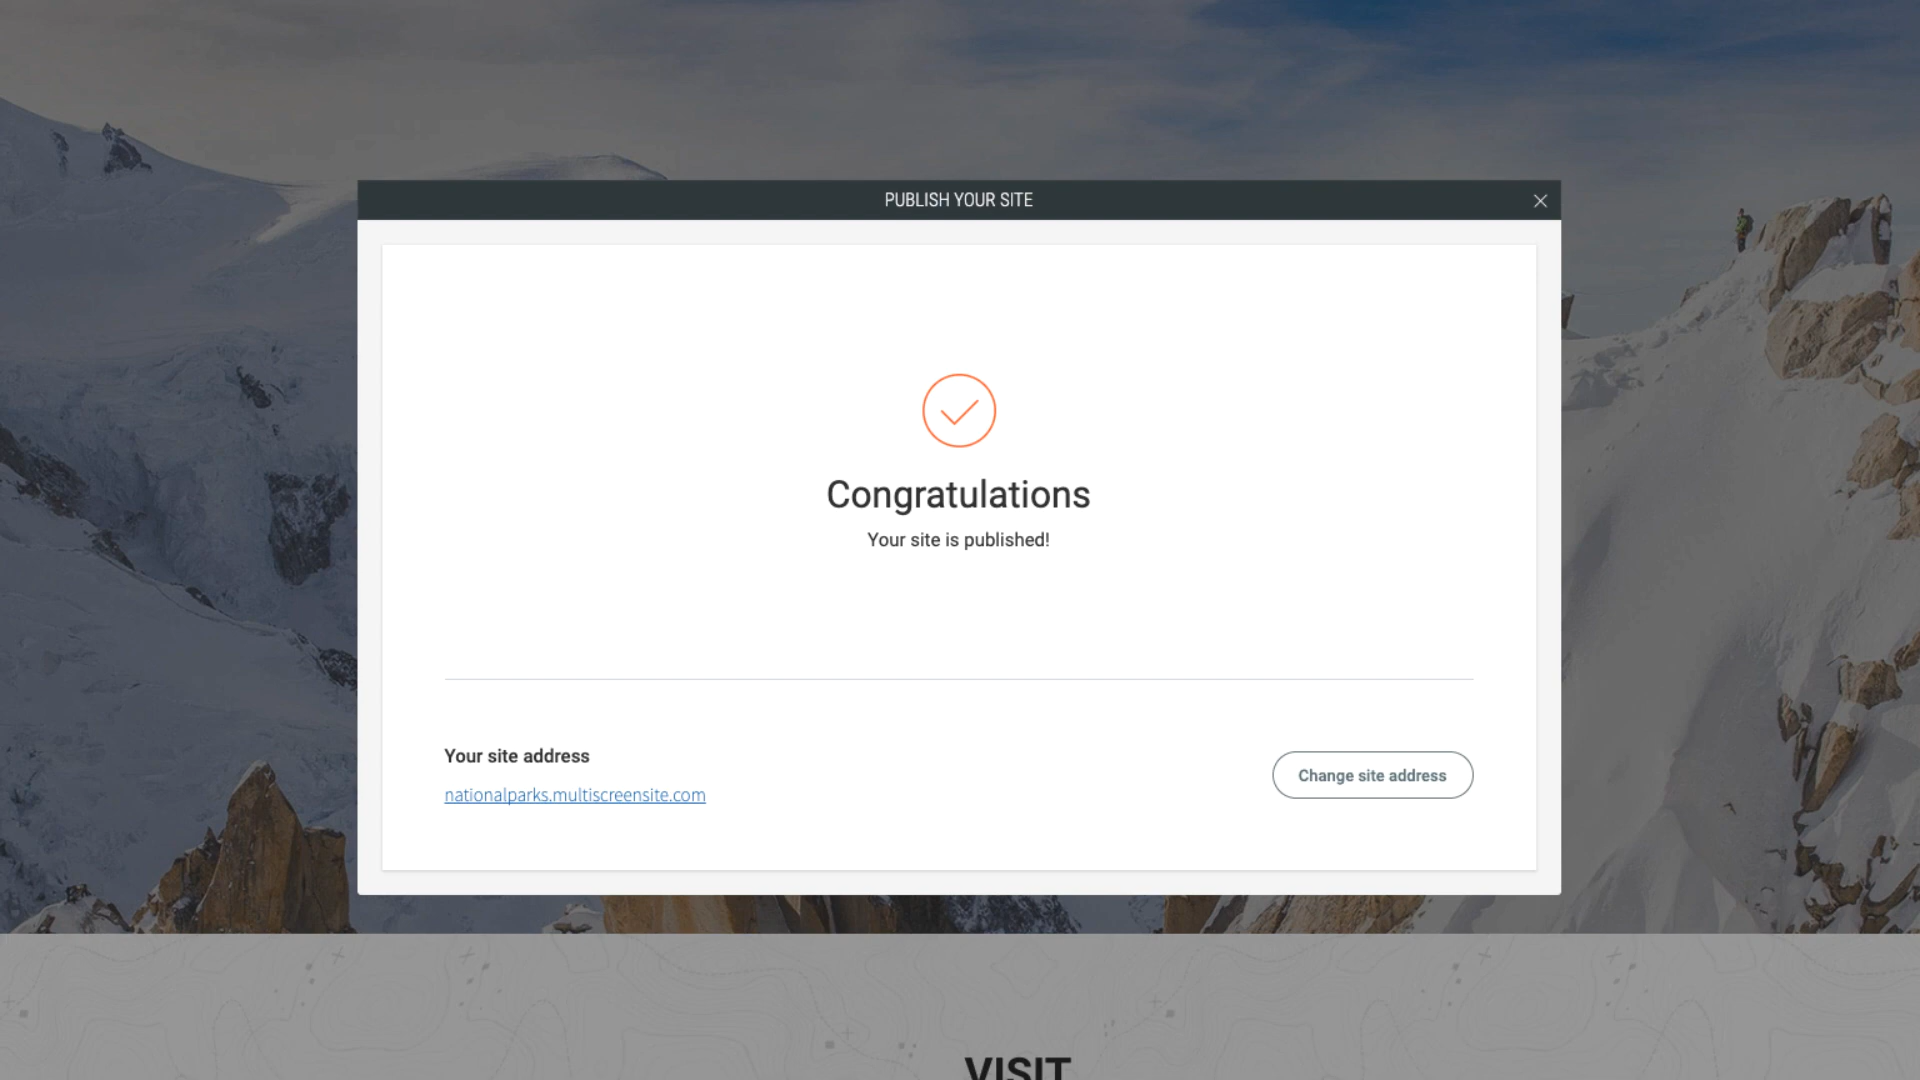 PUBLISH YOUR SITE
Congratulations
Your site is published!
Your site address
Change site address
nationalparks.multiscreensite.com
VISIT